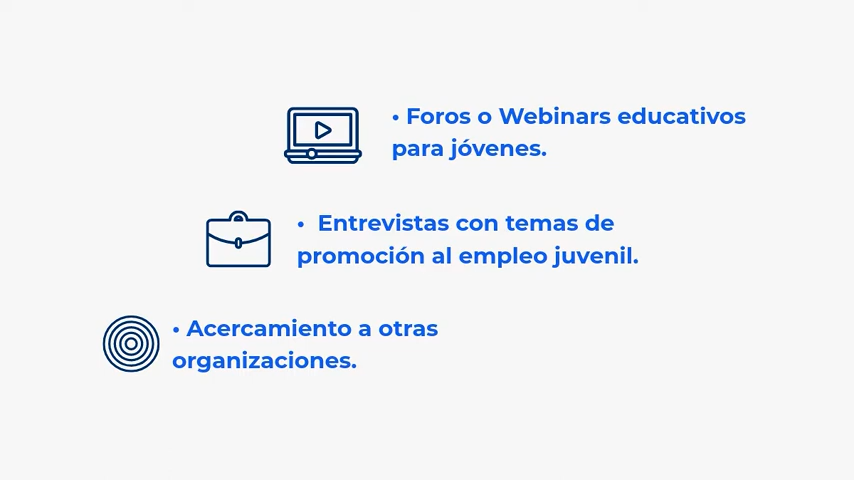 • Foros o Webinars educativos
para jóvenes.
• Entrevistas con temas de
promoción al empleo juvenil.
• Acercamiento a otras
organizaciones.